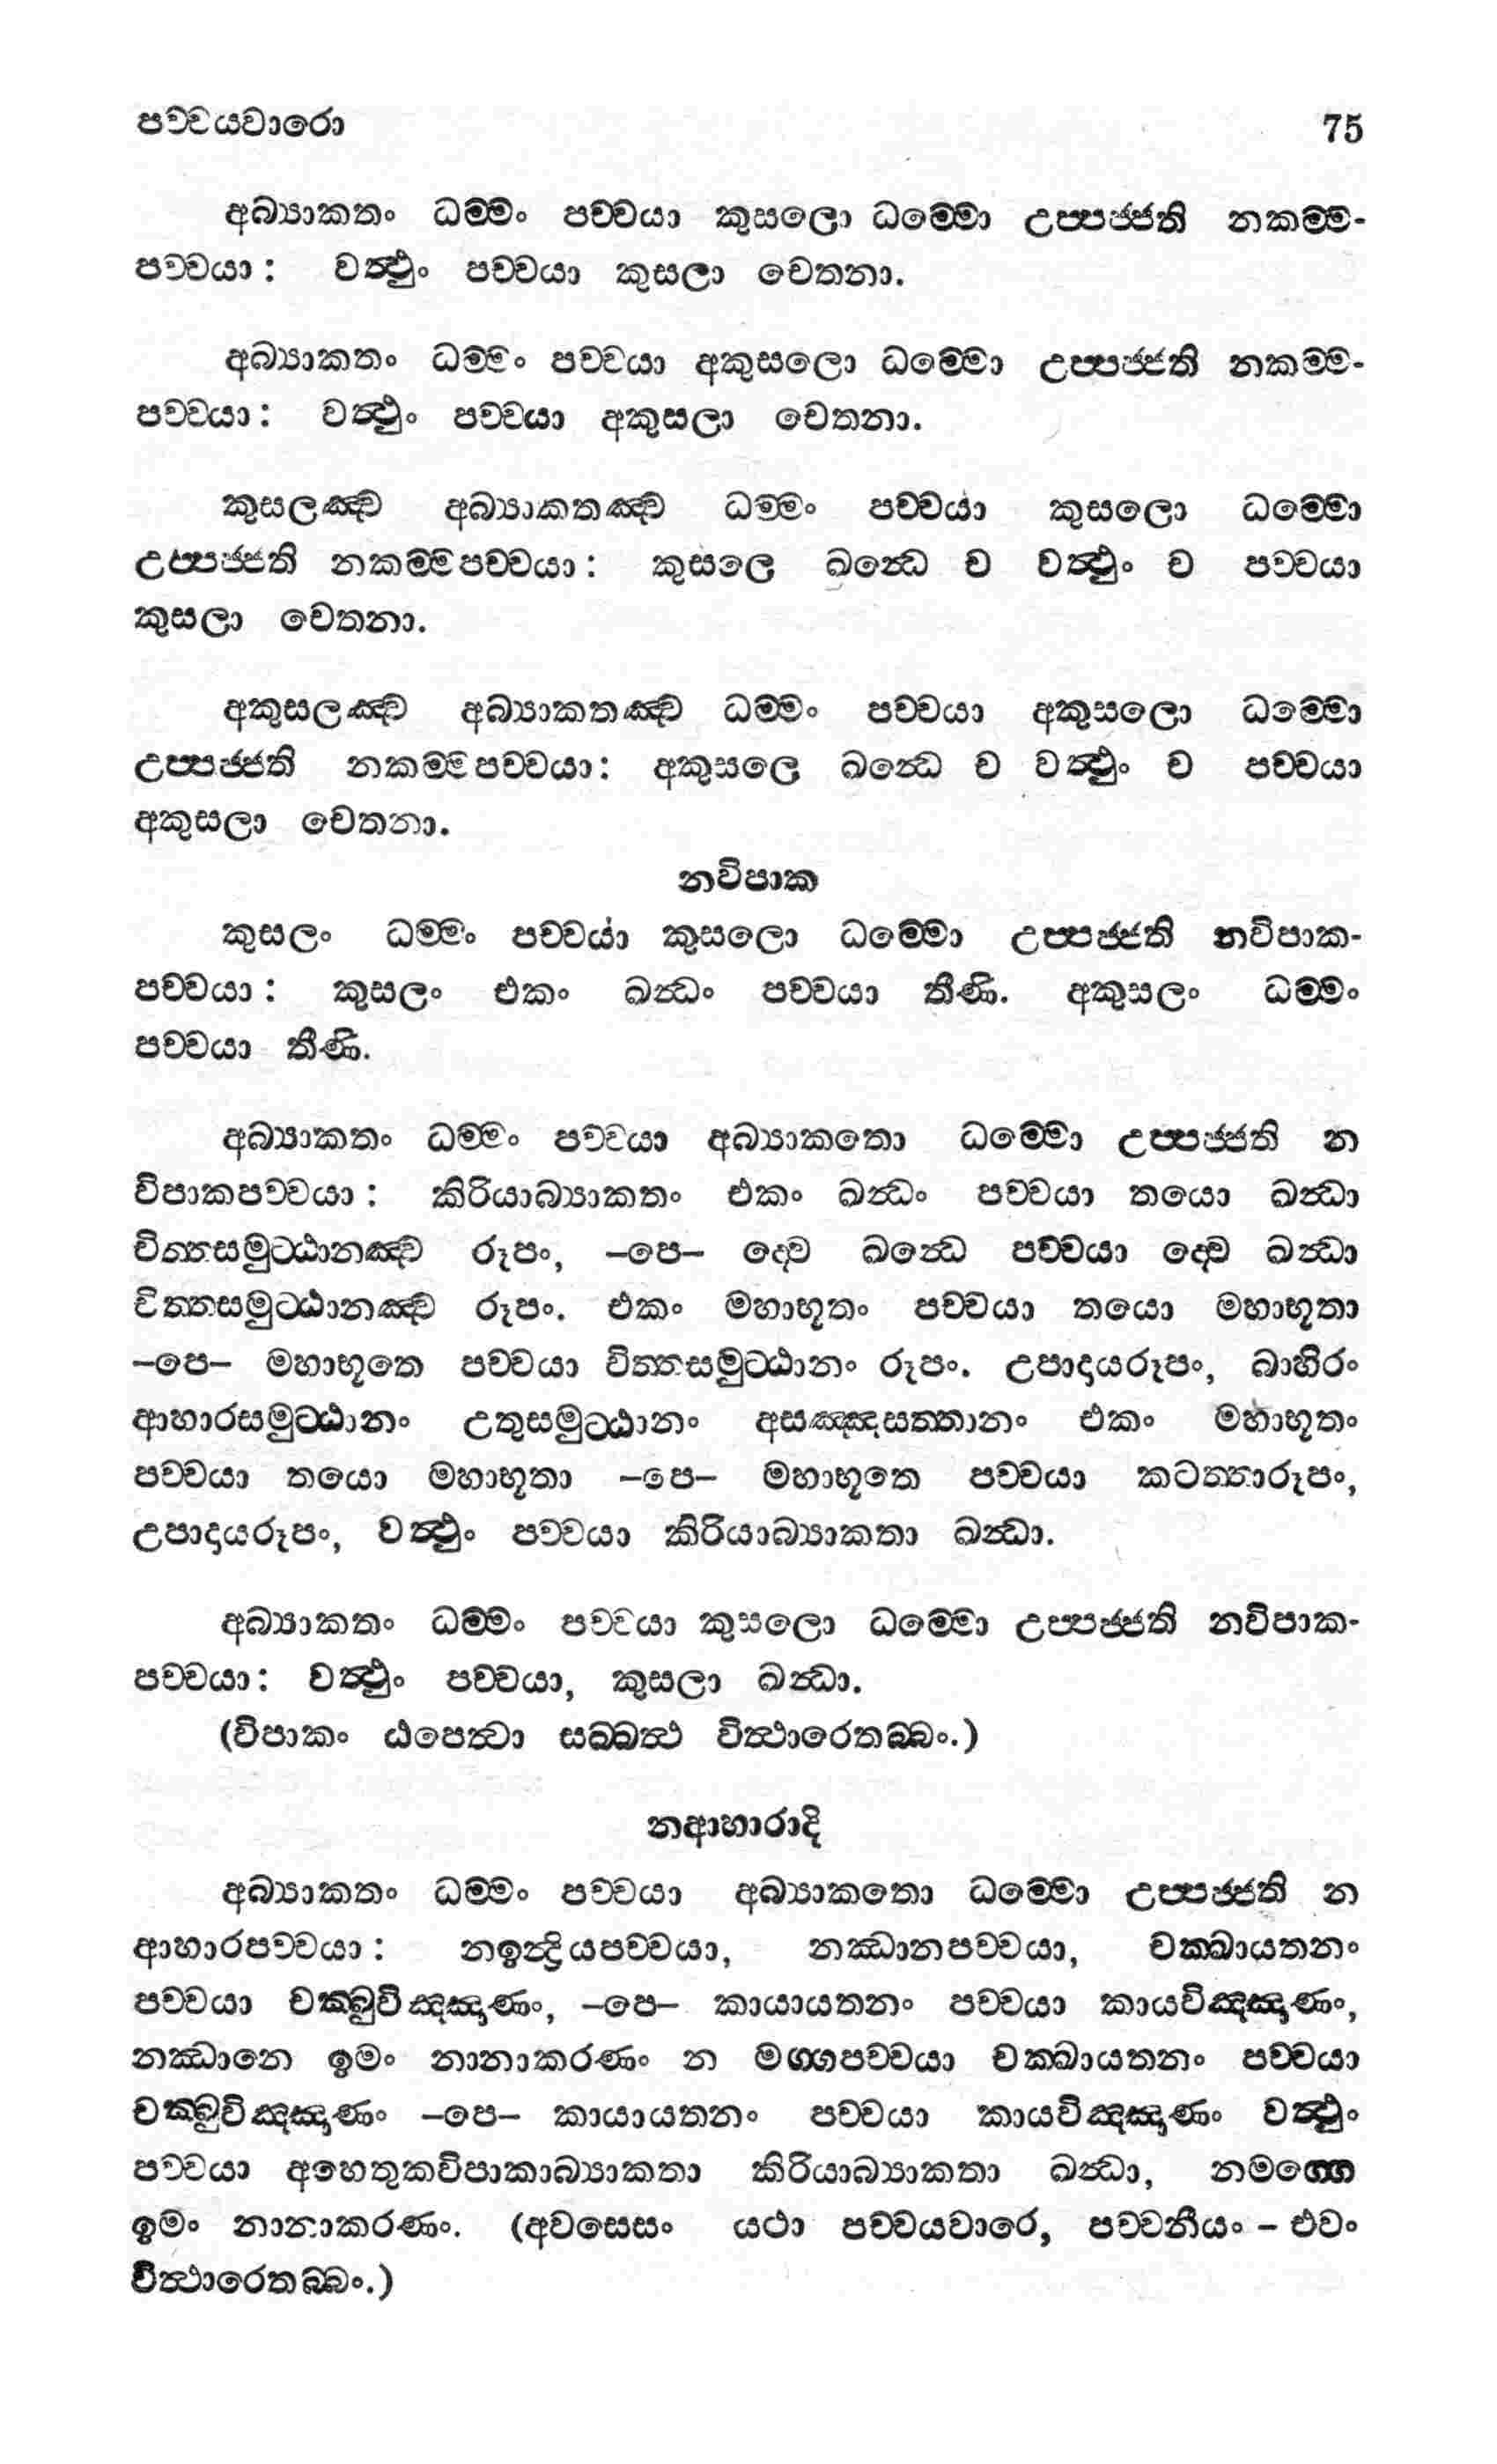 පච්චයවාරො 75
අබ්‍යාකතං ධම්මං පච්චයා කුසලො ධම්මො උප්පජ්ජති නකම්ම-
පච්චයා: වත්‍ථුං පච්චයා කුසලා චෙතනා.
අබ්‍යාකතං ධම්මං පච්චයා අකුසලො ධම්මො උප්පජ්ජති නකම්ම-
පච්චයා: වත්‍ථුං පච්චයා අකුසලා චෙතනා.
කුසලඤ්ච අබ්‍යාකතඤ්ච ධම්මං පච්චයා කුසලො ධම්මො
උප්පජ්ජති නකම්මපච්චයා: කුසලෙ ඛන්‍ධෙ ච වත්‍ථුං ච පච්චයා
කුසලා චෙතනා.
අකුසලඤ්ච අබ්‍යාකතඤ්ච ධම්මං පච්චයා අකුසලො ධම්මො
උප්පජ්ජති නකම්මපච්චයා: අකුසලෙ ඛන්‍ධෙ ච වත්‍ථුං ච පච්චයා
අකුසලා චෙතනා.
නවිපාක
කුසලං ධම්මං පච්චයා කුසලො ධම්මො උප්පජ්ජති නවිපාක-
පච්චයා: කුසලං එකං ඛන්‍ධං පච්චයා තීණි. අකුසලං ධම්මං
පච්චයා තීණි.
අබ්‍යාකතං ධම්මං පච්චයා අබ්‍යාකතො ධම්මො උප්පජ්ජති න
විපාකපච්චයා: කිරියාබ්‍යාකතං එකං ඛන්‍ධං පච්චයා තයො ඛන්‍ධා
චිත්තසමුට්ඨානඤ්ච රූපං, –පෙ– ද්‍වෙ ඛන්‍ධෙ පච්චයා ද්‍වෙ ඛන්‍ධා
චිත්තසමුට්ඨානඤ්ච රූපං. එකං මහාභූතං පච්චයා තයො මහාභූතා
–පෙ– මහාභූතෙ පච්චයා චිත්තසමුට්ඨානං රූපං. උපාදායරූපං, බාහිරං
ආහාරසමුට්ඨානං උතුසමුට්ඨානං අසඤ්ඤසත්තානං එකං මහාභූතං
පච්චයා තයො මහාභූතා –පෙ– මහාභූතෙ පච්චයා කටත්තාරූපං,
උපාදායරූපං, වත්‍ථුං පච්චයා කිරියාබ්‍යාකතා ඛන්‍ධා.
අබ්‍යාකතං ධම්මං පච්චයා කුසලො ධම්මො උප්පජ්ජති නවිපාක-
පච්චයා: වත්‍ථුං පච්චයා, කුසලා ඛන්‍ධා.
(විපාකං ඨපෙත්‍වා සබ්බත්‍ථ විත්‍ථාරෙතබ්බං.)
නආහාරාදි
අබ්‍යාකතං ධම්මං පච්චයා අබ්‍යාකතො ධම්මො උප්පජ්ජති න
ආහාරපච්චයා: නඉන්‍ද්‍රියපච්චයා, නඣානපච්චයා, චක්ඛායතනං
පච්චයා චක්ඛුවිඤ්ඤාණං, –පෙ– කායායතනං පච්චයා කායවිඤ්ඤාණං,
නඣානෙ ඉමං නානාකරණං න මග්ගපච්චයා චක්ඛායතනං පච්චයා
චක්ඛුවිඤ්ඤාණං –පෙ– කායායතනං පච්චයා කායවිඤ්ඤාණං වත්‍ථුං
පච්චයා අහෙතුකවිපාකාබ්‍යාකතා කිරියාබ්‍යාකතා ඛන්‍ධා, නමග්ගෙ
ඉමං නානාකරණං. (අවසෙසං යථා පච්චයවාරෙ, පච්චනීයං – එවං
විත්‍ථාරෙතබ්බං.)